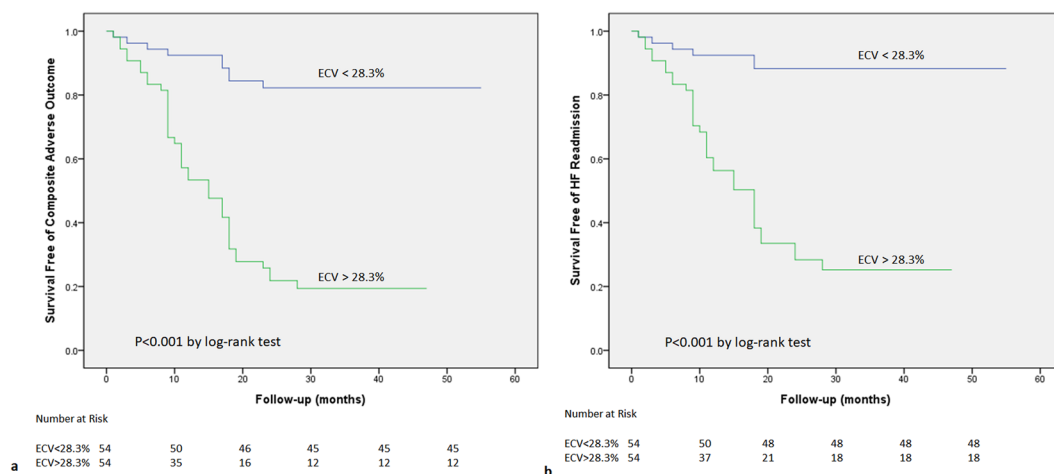 Survival Free of Composite Adverse Outcome
1.0
0.8
0.6
0.4
0.2
0.0
ECV < 28.3%
ECV > 28.3%
P<0.001 by log-rank test
0 10 20 30 40 50 60
Follow-up (months)
Number at Risk
ECV<28.3% 54 50 46 45 45 45
ECV>28.3% 54 35 16 12 12 12
a
Survival Free of HF Readmission
1.0
0.8
0.6
0.4
0.2
0.0
ECV < 28.3%
ECV > 28.3%
P<0.001 by log-rank test
0 10 20 30 40 50 60
Follow-up (months)
Number at Risk
ECV<28.3% 54 50 48 48 48 48
ECV>28.3% 54 37 21 18 18 18
b